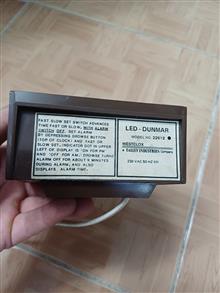 FAST SLOW SET SWITCH ADVANCES
TIME FAST OR SLOW, WITH ALARM
SWITCH OFF. SET ALARM
BY DEPRESSING DROWSE BUTTON
(TOP OF CLOCK) AND FAST OR
SLOW SET. INDICATOR DOT IN UPPER
LEFT OF DISPLAY IS "ON" FOR PM
AND "OFF" FOR AM. DROWSE TURNS
ALARM OFF FOR ABOUT MINUTES
DURING ALARM, AND ALSO
DISPLAYS ALARM TIME.
LED - DUNMAR
MODEL NO. 22612
WESTCLOX
TALLEY INDUSTRIES
230 VAC 50 HZ